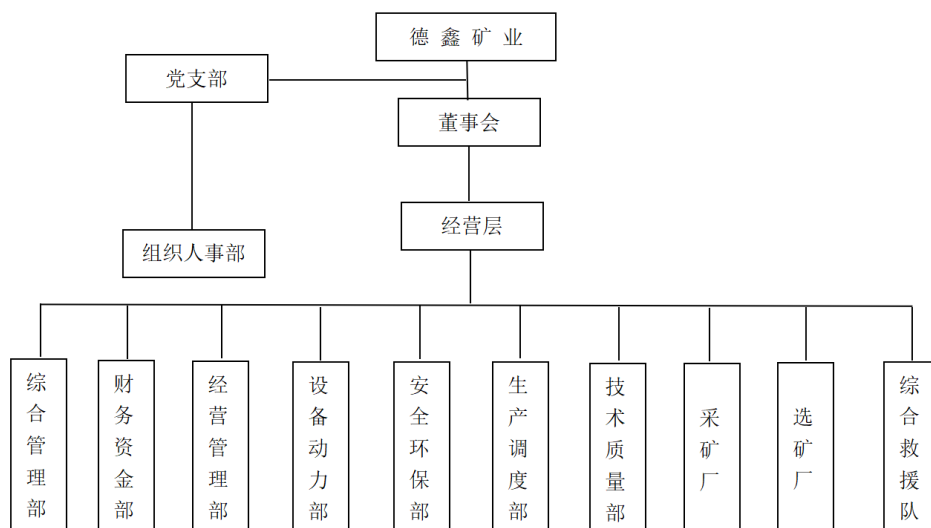 德鑫矿业
党支部
董事会
经营层
组织人事部
综合管理部
财务资金部
经营管理部
设备动力部
安全环保部
生产调度部
技术质量部
采矿厂
选矿厂
综合救援队